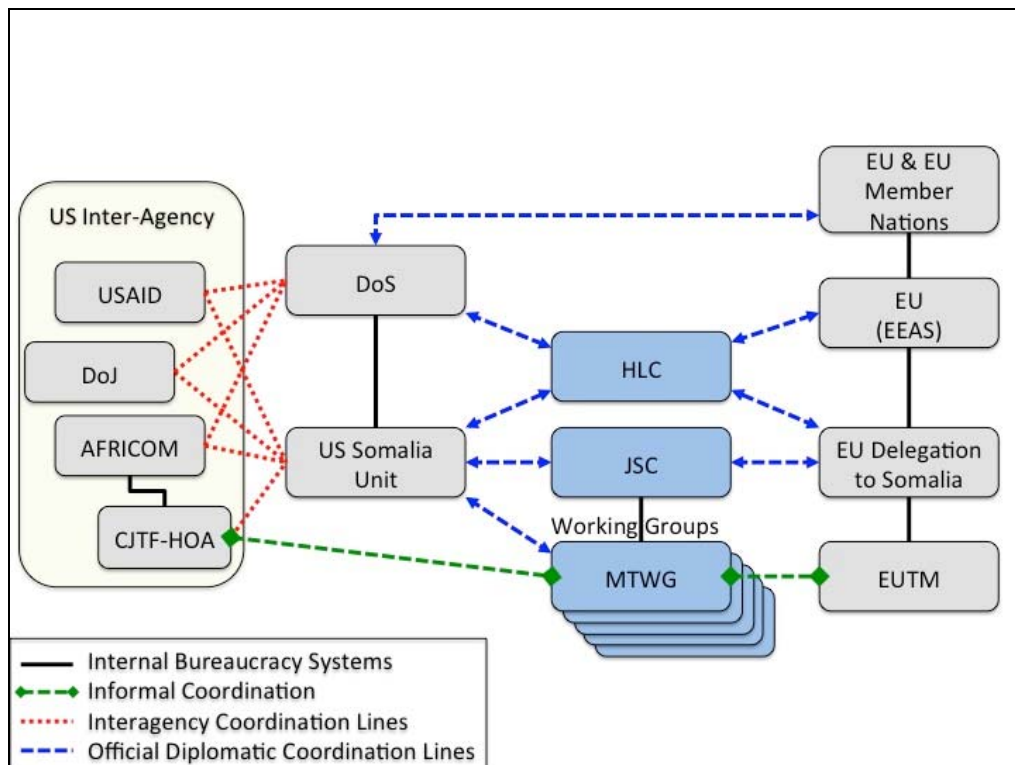 US Inter-Agency
USAID
DoJ
AFRICOM
CJTF-HOA
DoS
US Somalia
Unit
HLC
JSC
Working Groups
MTWG
EU & EU
Member
Nations
EU
(EEAS)
EU Delegation
to Somalia
EUTM
Internal Bureaucracy Systems
Informal Coordination
Interagency Coordination Lines
Official Diplomatic Coordination Lines